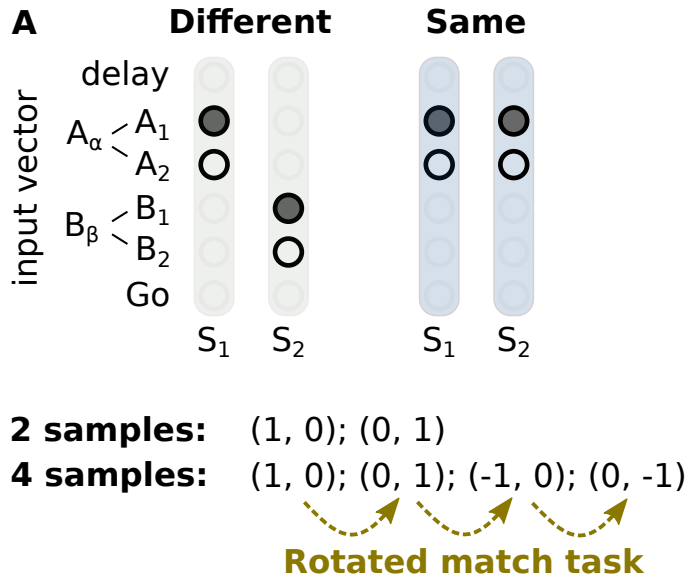 A
Different Same
delay
A₁
Aα
A₂
B₁
Bβ
B₂
Go
input vector
S₁ S₂ S₁ S₂
2 samples: (1, 0); (0, 1)
4 samples: (1, 0); (0, 1); (-1, 0); (0, -1)
Rotated match task